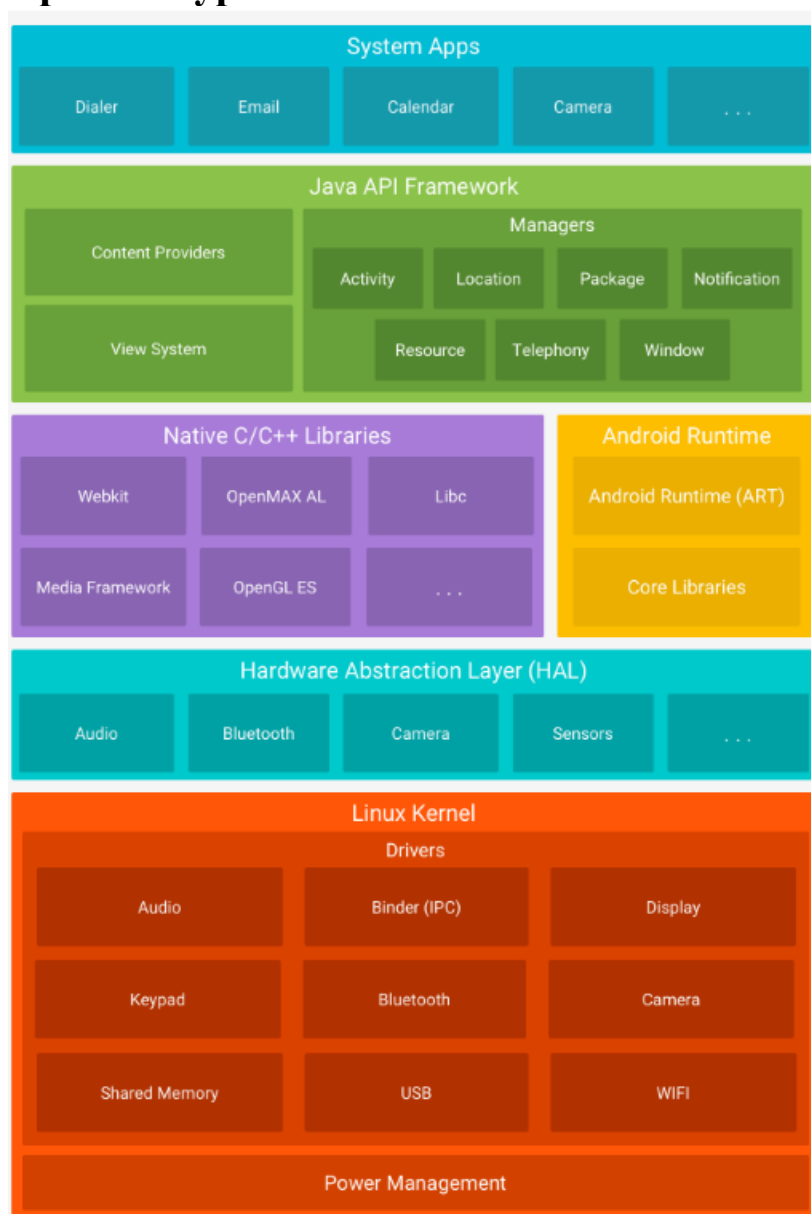 System Apps
Dialer Email Calendar Camera . . .
Java API Framework
Content Providers
Managers
Activity Location Package Notification
View System
Resource Telephony Window
Native C/C++ Libraries
Webkit OpenMAX AL Libc
Media Framework OpenGL ES . . .
Android Runtime
Android Runtime (ART)
Core Libraries
Hardware Abstraction Layer (HAL)
Audio Bluetooth Camera Sensors . . .
Linux Kernel
Drivers
Audio Binder (IPC) Display
Keypad Bluetooth Camera
Shared Memory USB WIFI
Power Management